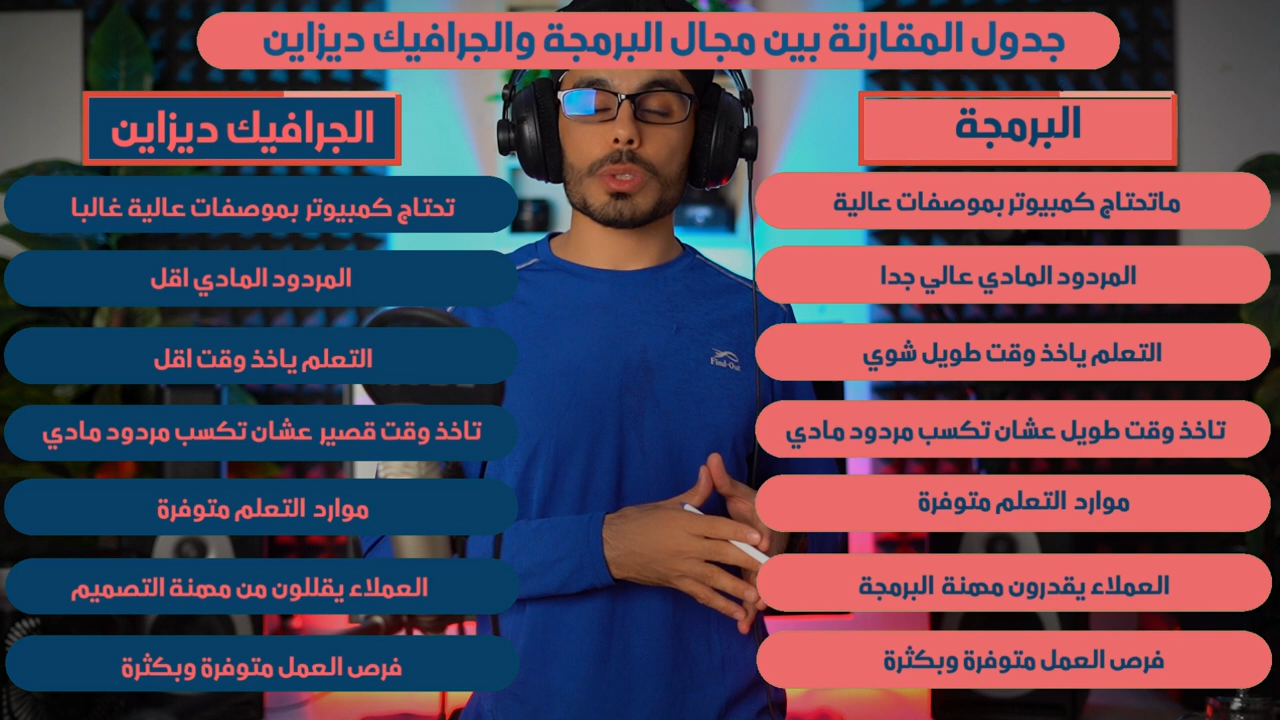 جدول المقارنة بين مجال البرمجة والجرافيك ديزاين
البرمجة
ماتحتاج كمبيوتر بموصفات عالية
المردود المادي عالي جدا
التعلم ياخذ وقت طويل شوي
تاخذ وقت طويل عشان تكسب مردود مادي
موارد التعلم متوفرة
العملاء يقدرون مهنة البرمجة
فرص العمل متوفرة وبكثرة
الجرافيك ديزاين
تحتاج كمبيوتر بموصفات عالية غالبا
المردود المادي اقل
التعلم ياخذ وقت اقل
تاخذ وقت قصير عشان تكسب مردود مادي
موارد التعلم متوفرة
العملاء يقللون من مهنة التصميم
فرص العمل متوفرة وبكثرة
Find-Out